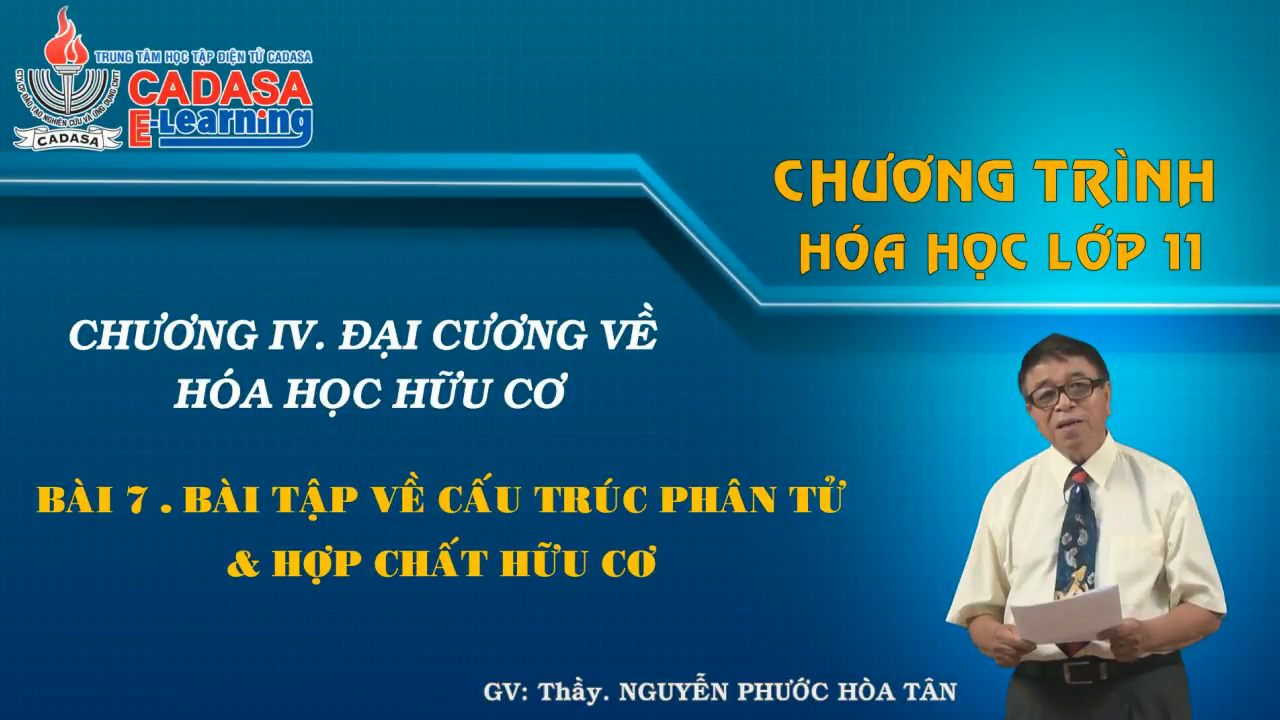 TRUNG TÂM HỌC TẬP ĐIỆN TỬ CADASA
CADASA
E-Learning
CADASA
CHƯƠNG TRÌNH
HÓA HỌC LỚP 11
CHƯƠNG IV. ĐẠI CƯƠNG VỀ
HÓA HỌC HỮU CƠ
BÀI 7 . BÀI TẬP VỀ CẤU TRÚC PHÂN TỬ
& HỢP CHẤT HỮU CƠ
GV: Thầy. NGUYỄN PHƯỚC HÒA TÂN